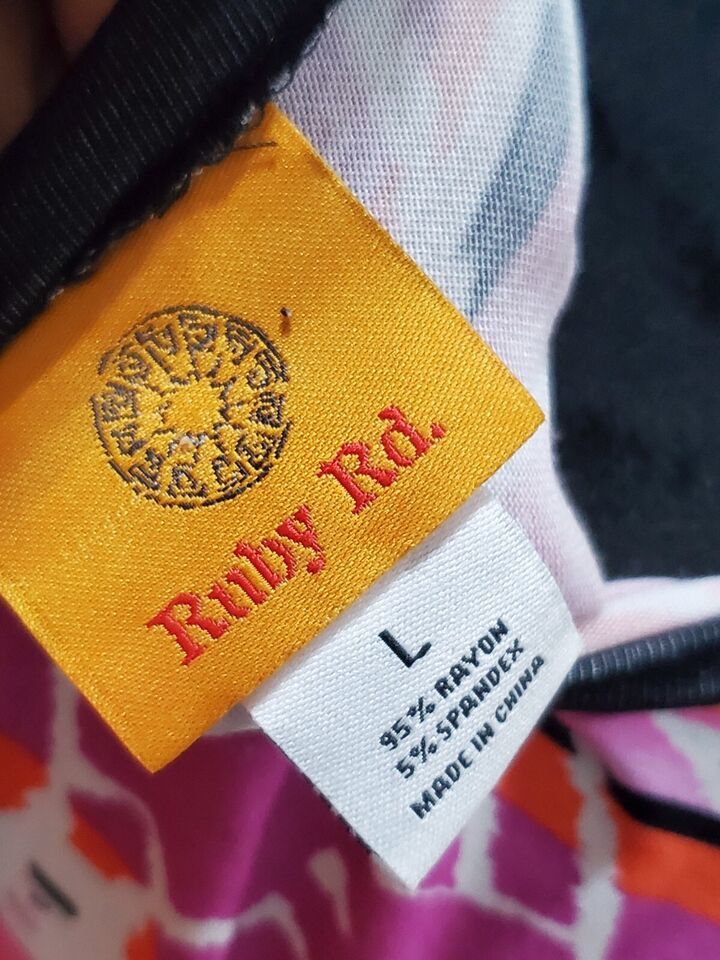 Ruby Rd.
L
95% RAYON
5% SPANDEX
MADE IN CHINA